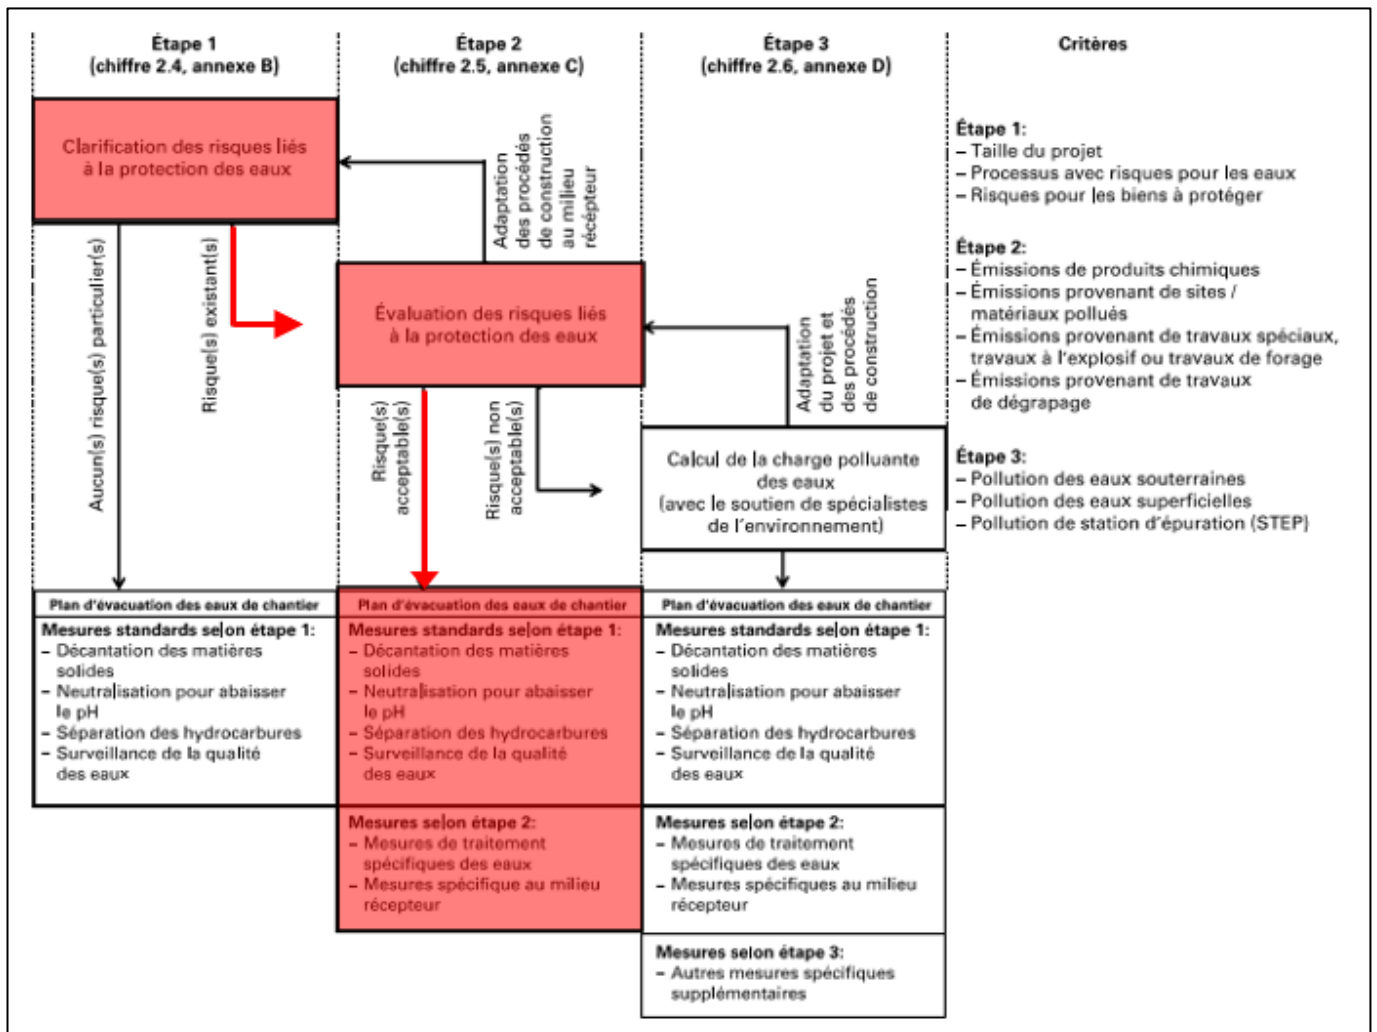 Étape 1
(chiffre 2.4, annexe B)
Étape 2
(chiffre 2.5, annexe C)
Étape 3
(chiffre 2.6, annexe D)
Critères
Clarification des risques liés
à la protection des eaux
Adaptation
des procédés
de construction
au milieu
récépteur
Étape 1:
– Taille du projet
– Processus avec risques pour les eaux
– Risques pour les biens à protéger
Aucun(s) risque(s) particulier(s)
Risque(s) existant(s)
Évaluation des risques liés
à la protection des eaux
Adaptation
du projet et
des procédés
de construction
Étape 2:
– Émissions de produits chimiques
– Émissions provenant de sites /
matériaux pollués
– Émissions provenant de travaux spéciaux,
travaux à l'explosif ou travaux de forage
– Émissions provenant de travaux
de dégrapage
Risque(s)
acceptable(s)
Risque(s) non
acceptable(s)
Calcul de la charge polluante
des eaux
(avec le soutien de spécialistes
de l'environnement)
Étape 3:
– Pollution des eaux souterraines
– Pollution des eaux superficielles
– Pollution de station d'épuration (STEP)
Plan d'évacuation des eaux de chantier
Mesures standards selon étape 1:
– Décantation des matières
solides
– Neutralisation pour abaisser
le pH
– Séparation des hydrocarbures
– Surveillance de la qualité
des eaux
Plan d'évacuation des eaux de chantier
Mesures standards selon étape 1:
– Décantation des matières
solides
– Neutralisation pour abaisser
le pH
– Séparation des hydrocarbures
– Surveillance de la qualité
des eaux
Mesures selon étape 2:
– Mesures de traitement
spécifiques des eaux
– Mesures spécifique au milieu
récepteur
Plan d'évacuation des eaux de chantier
Mesures standards selon étape 1:
– Décantation des matières
solides
– Neutralisation pour abaisser
le pH
– Séparation des hydrocarbures
– Surveillance de la qualité
des eaux
Mesures selon étape 2:
– Mesures de traitement
spécifiques des eaux
– Mesures spécifiques au milieu
récepteur
Mesures selon étape 3:
– Autres mesures spécifiques
supplémentaires